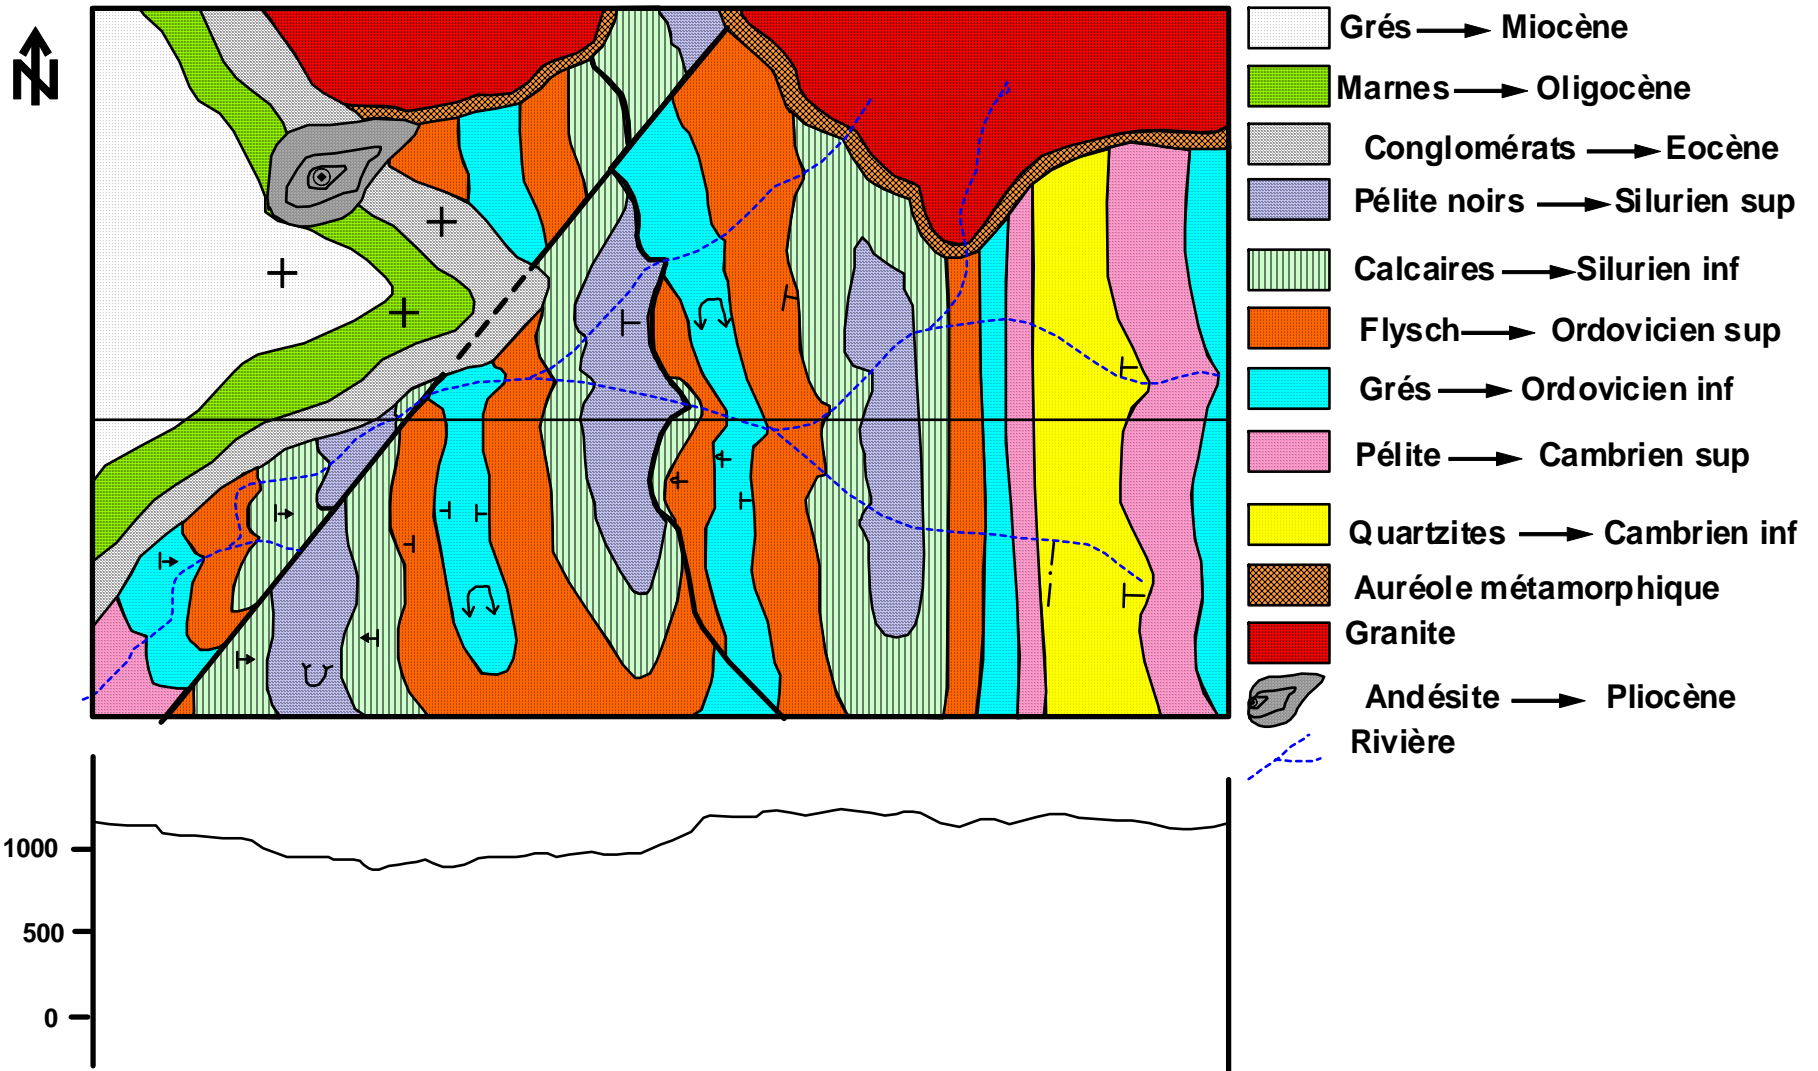 N
Grés → Miocène
Marnes → Oligocène
Conglomérats → Eocène
Pélite noirs → Silurien sup
Calcaires → Silurien inf
Flysch → Ordovicien sup
Grés → Ordovicien inf
Pélite → Cambrien sup
Quartzites → Cambrien inf
Auréole métamorphique
Granite
Andésite → Pliocène
Rivière
1000
500
0